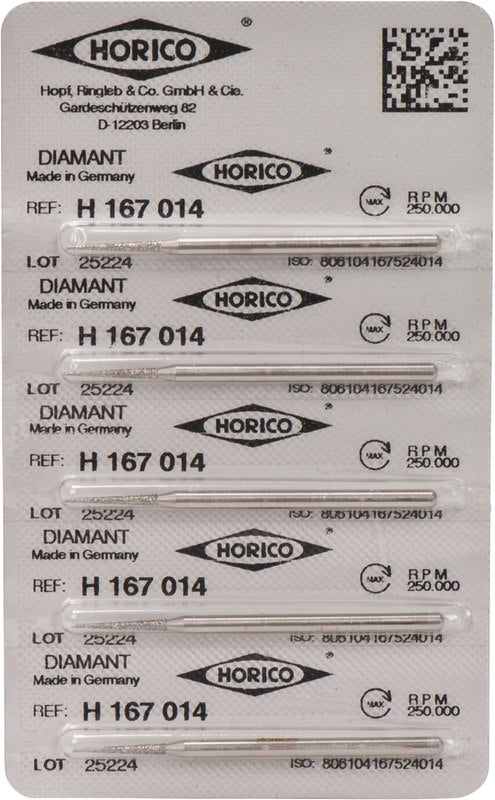 HORICO ®
Hopf, Ringleb & Co. GmbH & Cie.
Gardeschützenweg 82
D-12203 Berlin
DIAMANT
Made in Germany
HORICO ®
REF: H 167 014
MAX
RPM
250.000
LOT 25224
ISO: 806104167524014
DIAMANT
Made in Germany
HORICO ®
REF: H 167 014
MAX
RPM
250.000
LOT 25224
ISO: 806104167524014
DIAMANT
Made in Germany
HORICO ®
REF: H 167 014
MAX
RPM
250.000
LOT 25224
ISO: 806104167524014
DIAMANT
Made in Germany
HORICO ®
REF: H 167 014
MAX
RPM
250.000
LOT 25224
ISO: 806104167524014
DIAMANT
Made in Germany
HORICO ®
REF: H 167 014
MAX
RPM
250.000
LOT 25224
ISO: 806104167524014